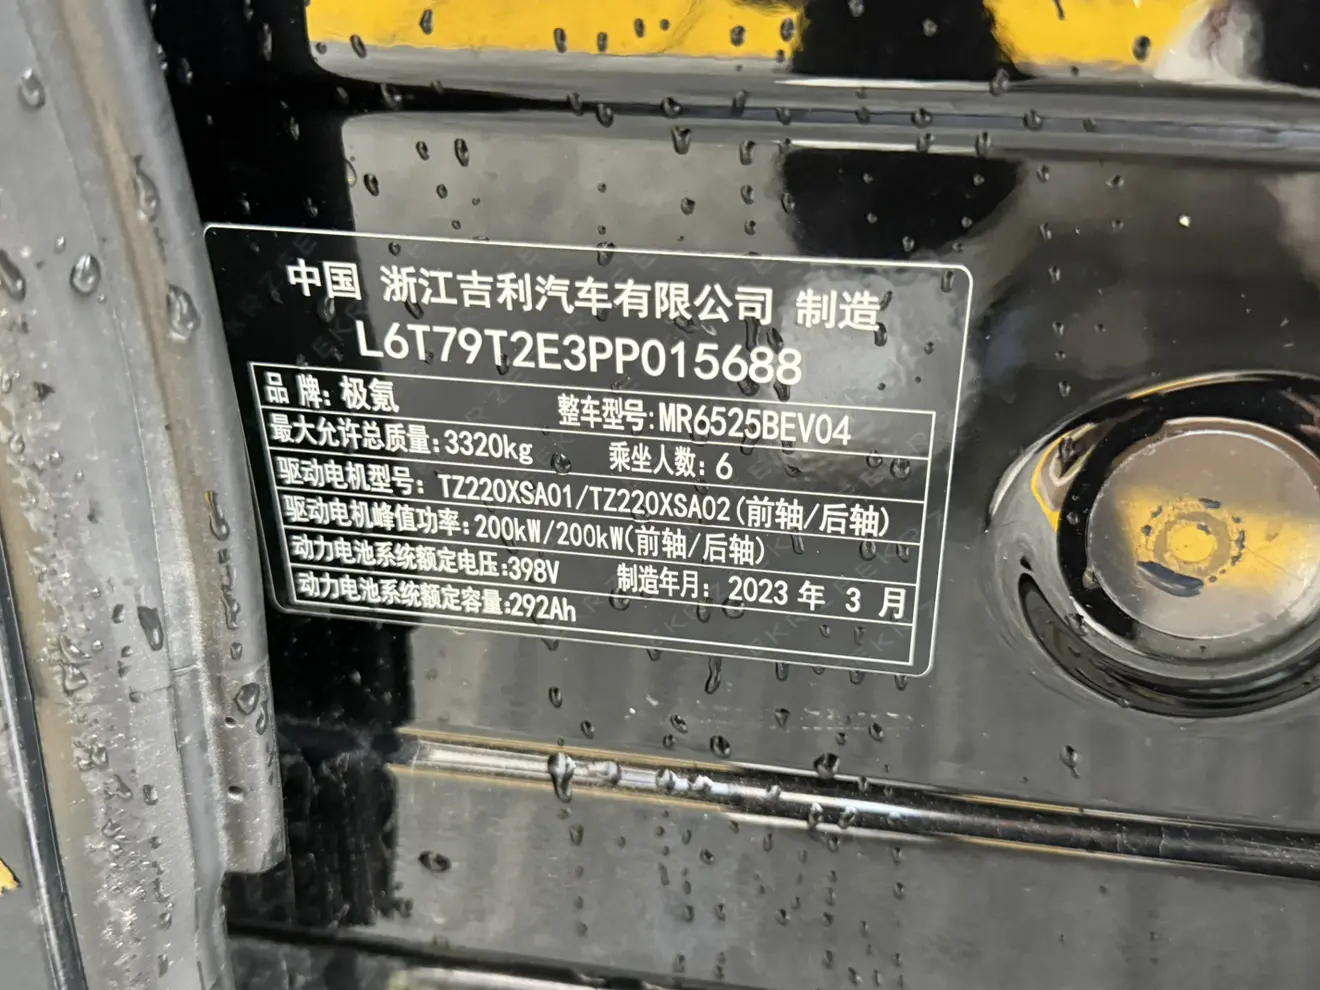 中国 浙江吉利汽车有限公司 制造
L6T79T2E3PP015688
品 牌：极氪 整车型号：MR6525BEV04
最大允许总质量：3320kg 乘坐人数：6
驱动电机型号：TZ220XSA01/TZ220XSA02(前轴/后轴)
驱动电机峰值功率：200kW/200kW(前轴/后轴)
动力电池系统额定电压：398V 制造年月：2023 年 3 月
动力电池系统额定容量：292Ah